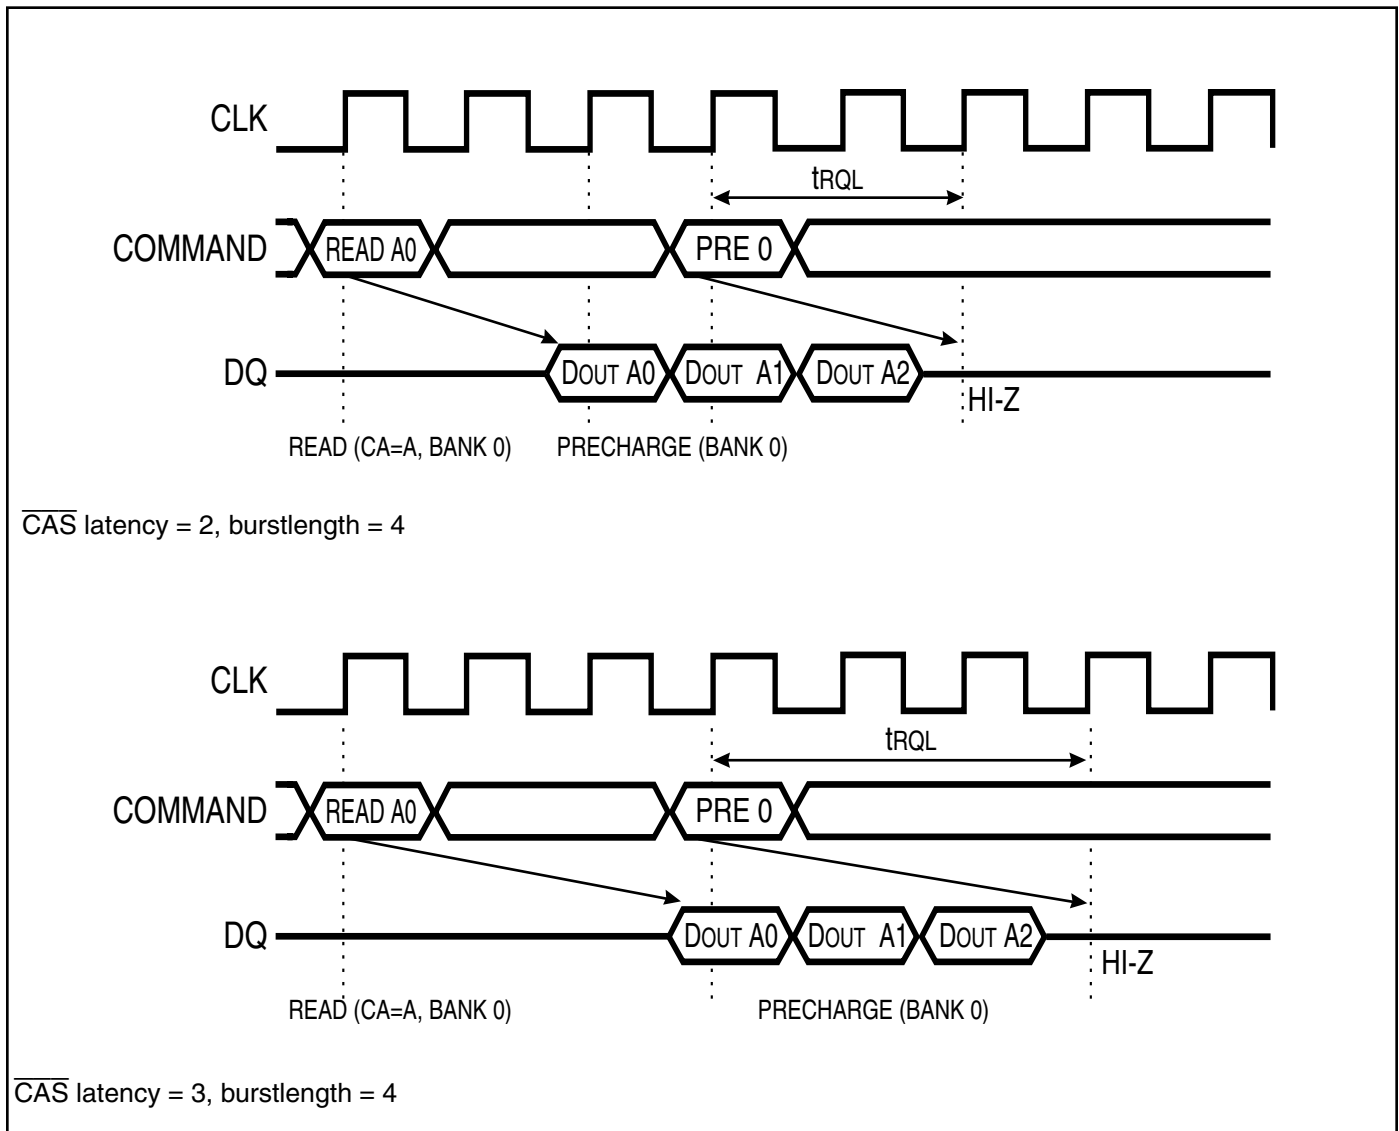 CLK
tRQL
COMMAND READ A0 PRE 0
DQ DOUT A0 DOUT A1 DOUT A2
HI-Z
READ (CA=A, BANK 0) PRECHARGE (BANK 0)
CAS latency = 2, burstlength = 4
CLK
tRQL
COMMAND READ A0 PRE 0
DQ DOUT A0 DOUT A1 DOUT A2
HI-Z
READ (CA=A, BANK 0) PRECHARGE (BANK 0)
CAS latency = 3, burstlength = 4